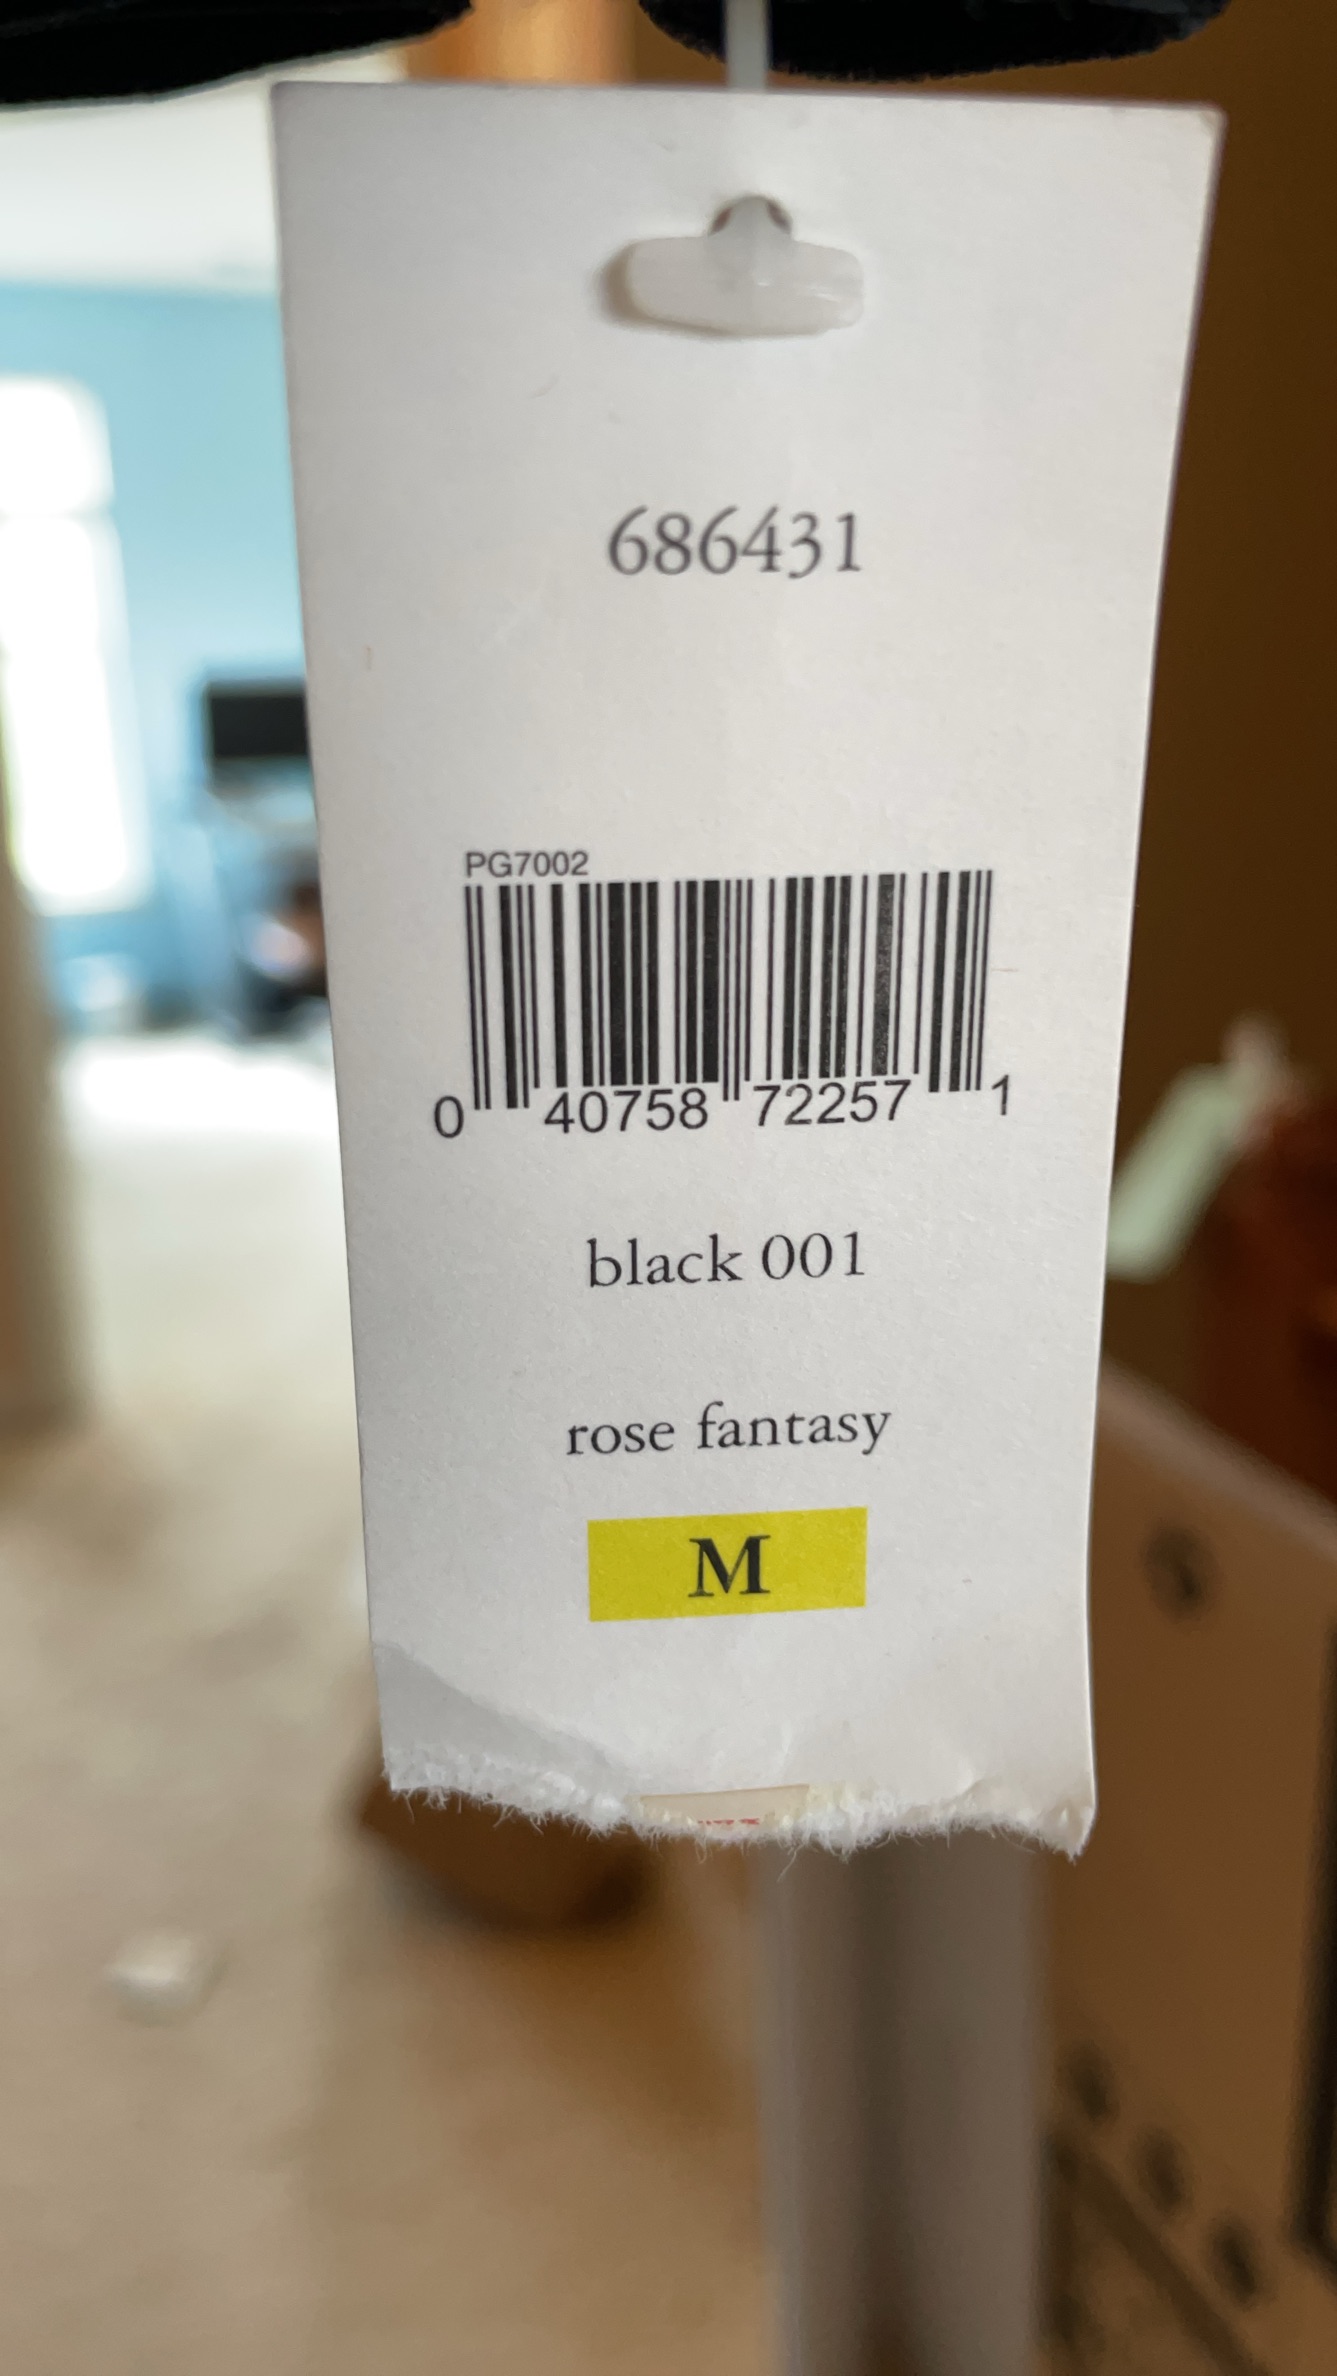 686431
PG7002
0 40758 72257 1
black 001
rose fantasy
M